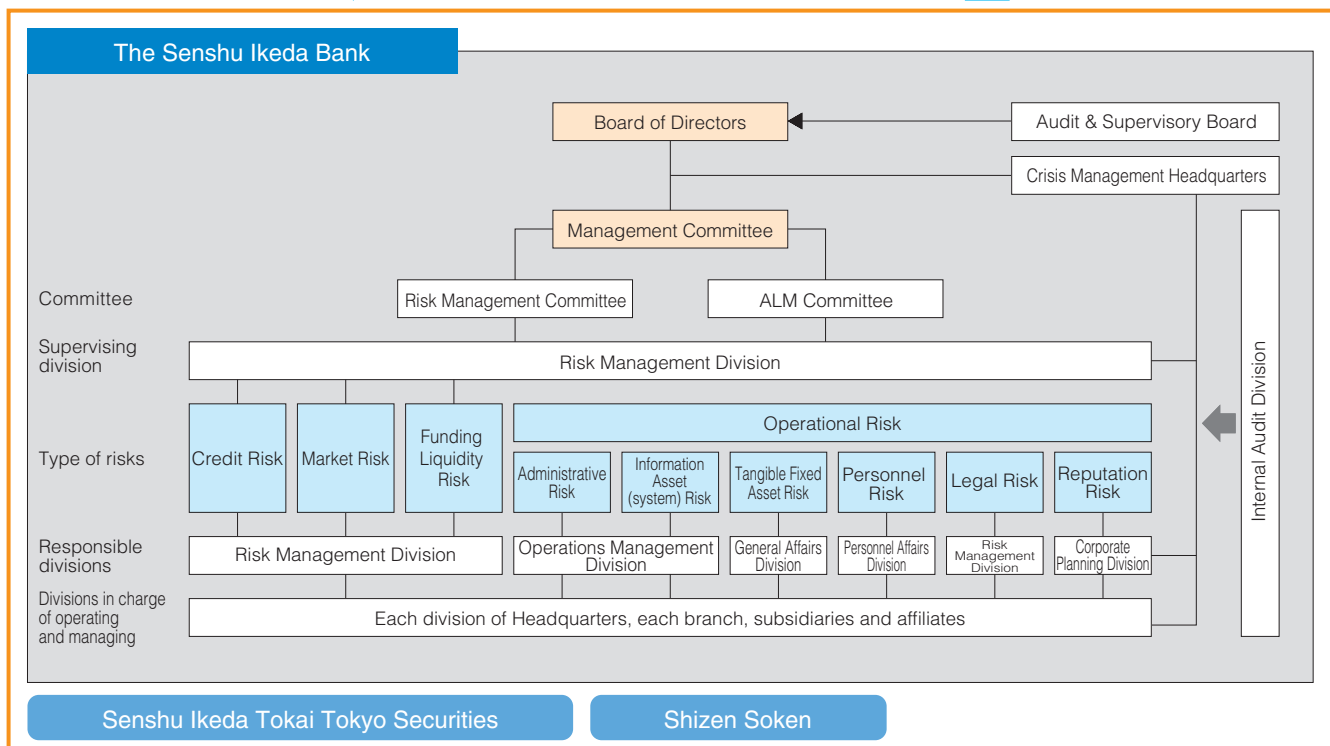 The Senshu Ikeda Bank
Board of Directors
Audit & Supervisory Board
Crisis Management Headquarters
Management Committee
Committee
Risk Management Committee
ALM Committee
Supervising
division
Risk Management Division
Internal Audit Division
Type of risks
Credit Risk
Market Risk
Funding
Liquidity
Risk
Operational Risk
Administrative
Risk
Information
Asset
(system) Risk
Tangible Fixed
Asset Risk
Personnel
Risk
Legal Risk
Reputation
Risk
Responsible
divisions
Risk Management Division
Operations Management
Division
General Affairs
Division
Personnel Affairs
Division
Risk
Management
Division
Corporate
Planning Division
Divisions in charge
of operating
and managing
Each division of Headquarters, each branch, subsidiaries and affiliates
Senshu Ikeda Tokai Tokyo Securities
Shizen Soken